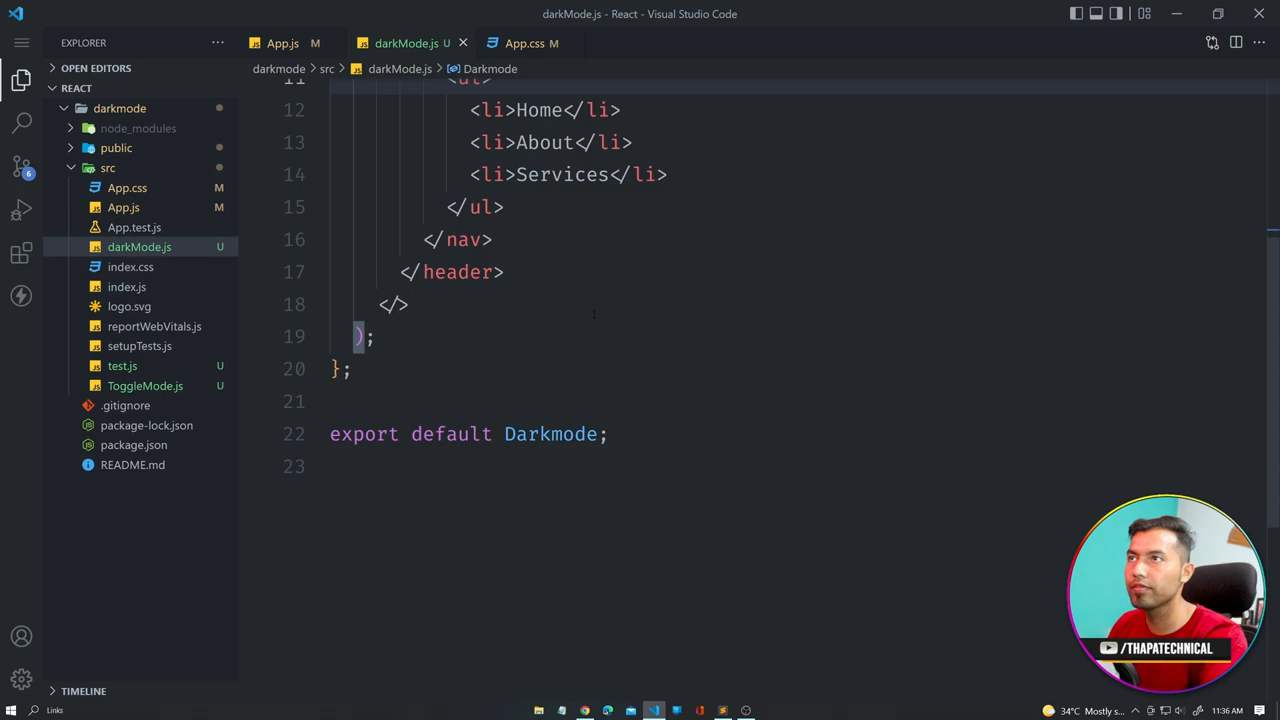 darkMode.js - React - Visual Studio Code
EXPLORER
App.js M
darkMode.js U
App.css M
OPEN EDITORS
darkmode > src > darkMode.js > Darkmode
REACT
darkmode
node_modules
public
src
App.css M
App.js M
App.test.js
darkMode.js U
index.css
index.js
logo.svg
reportWebVitals.js
setupTests.js
test.js U
ToggleMode.js U
.gitignore
package-lock.json
package.json
README.md
TIMELINE
6
11 <ul>
12 <li>Home</li>
13 <li>About</li>
14 <li>Services</li>
15 </ul>
16 </nav>
17 </header>
18 </>
19 );
20 };
21
22 export default Darkmode;
23
/THAPATECHNICAL
Links
34°C Mostly s...
11:36 AM